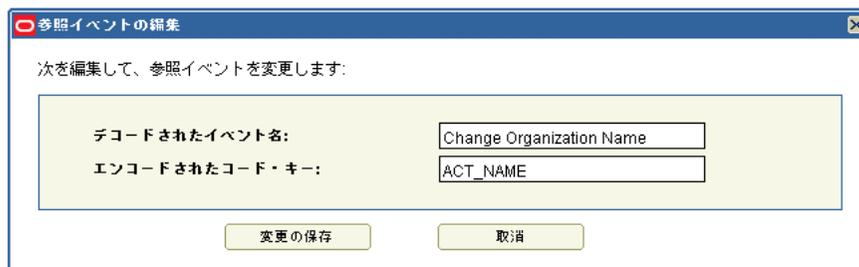 参照イベントの編集
次を編集して、参照イベントを変更します:
デコードされたイベント名: Change Organization Name
エンコードされたコード・キー: ACT_NAME
変更の保存 取消